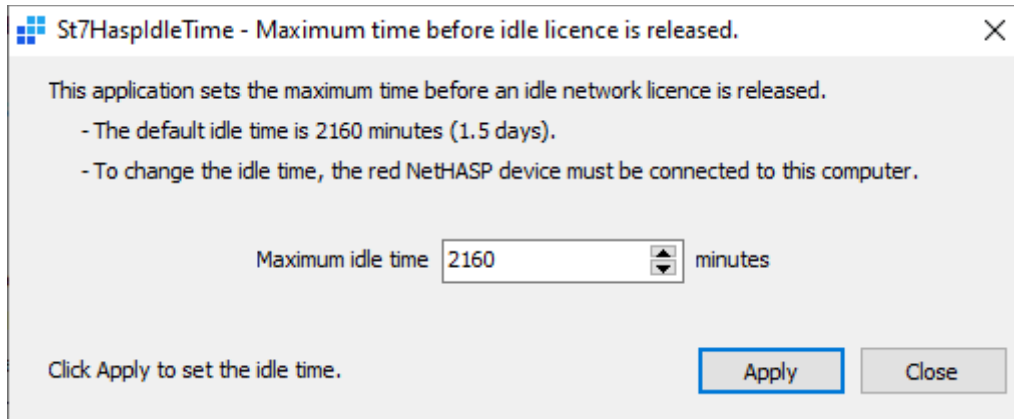 St7HaspIdleTime - Maximum time before idle licence is released.
This application sets the maximum time before an idle network licence is released.
- The default idle time is 2160 minutes (1.5 days).
- To change the idle time, the red NetHASP device must be connected to this computer.
Maximum idle time 2160 minutes
Click Apply to set the idle time. Apply Close